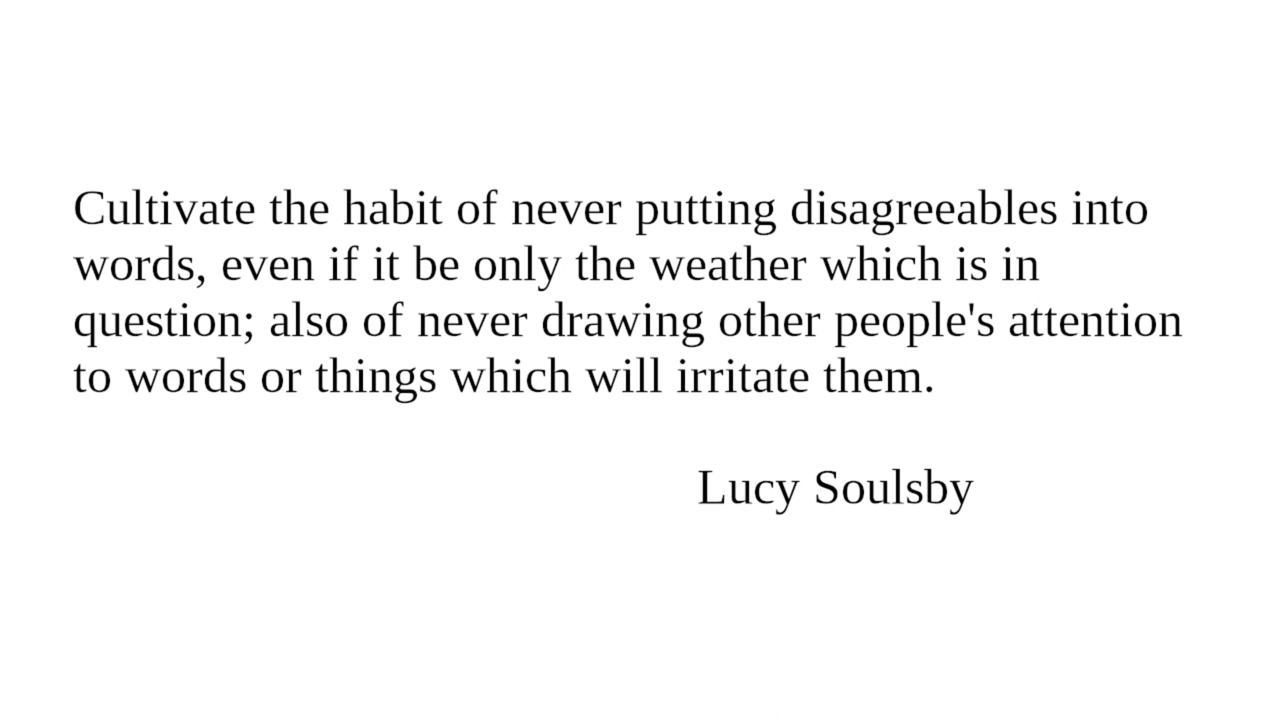 Cultivate the habit of never putting disagreeables into
words, even if it be only the weather which is in
question; also of never drawing other people's attention
to words or things which will irritate them.
Lucy Soulsby